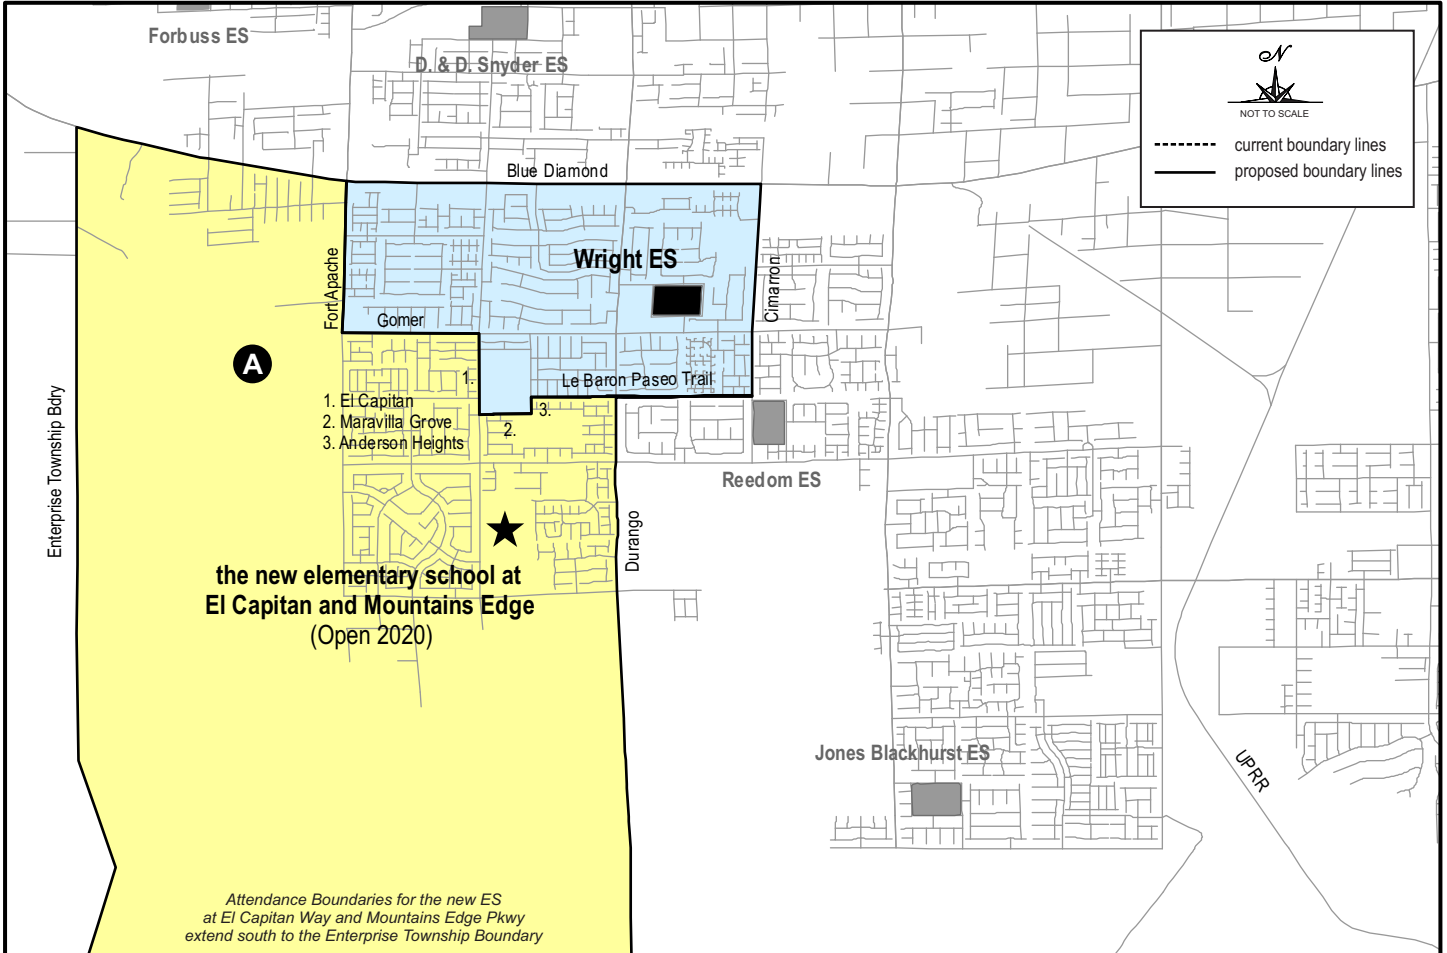 Forbuss ES
D. & D. Snyder ES
N
NOT TO SCALE
current boundary lines
proposed boundary lines
Blue Diamond
Wright ES
Fort Apache
Cimarron
Gomer
A
1.
Le Baron Paseo Trail
1. El Capitan
2. Maravilla Grove
3. Anderson Heights
3.
2.
Enterprise Township Bdny
Reedom ES
Durango
the new elementary school at
El Capitan and Mountains Edge
(Open 2020)
Jones Blackhurst ES
UPRR
Attendance Boundaries for the new ES
at El Capitan Way and Mountains Edge Pkwy
extend south to the Enterprise Township Boundary